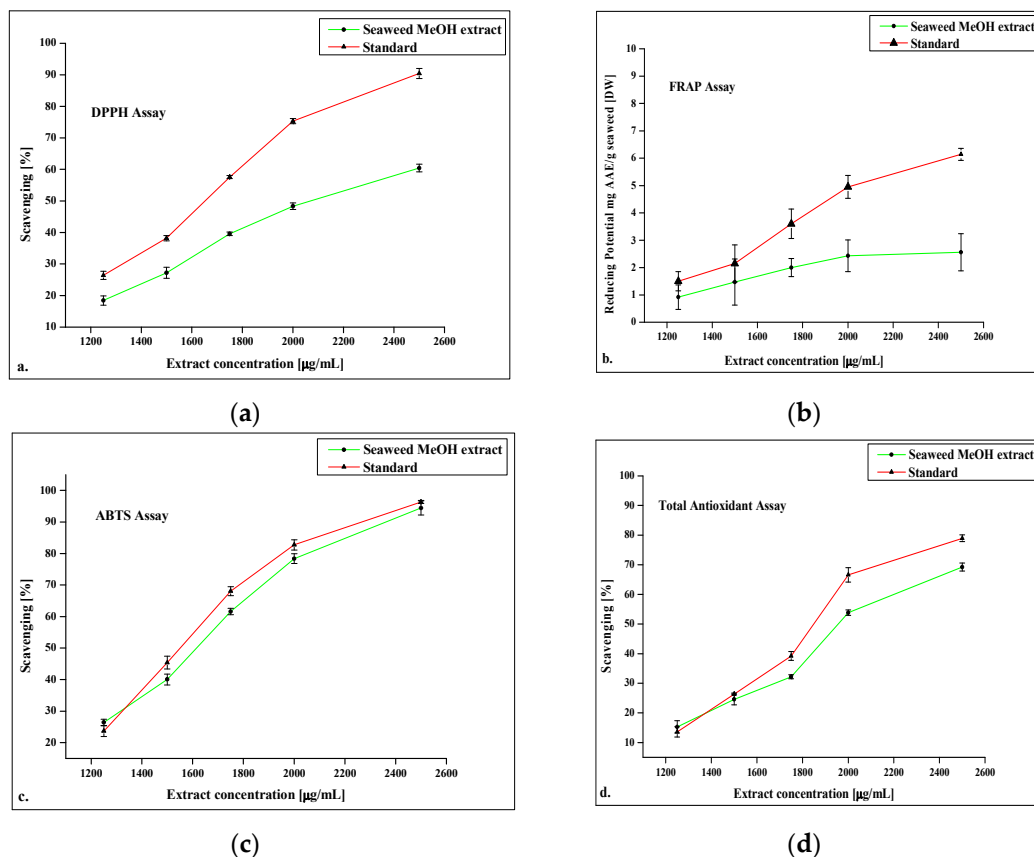 Seaweed MeOH extract
Standard
100
90
80
70
60
50
40
30
20
10
DPPH Assay
Scavenging [%]
1200 1400 1600 1800 2000 2200 2400 2600
Extract concentration [µg/mL]
a.
(a)
Seaweed MeOH extract
Standard
10
9
8
7
6
5
4
3
2
1
0
FRAP Assay
Reducing Potential mg AAE/g seaweed [DW]
1200 1400 1600 1800 2000 2200 2400 2600
Extract concentration [µg/mL]
b.
(b)
Seaweed MeOH extract
Standard
100
90
80
70
60
50
40
30
20
ABTS Assay
Scavenging [%]
1200 1400 1600 1800 2000 2200 2400 2600
Extract concentration [µg/mL]
c.
(c)
Seaweed MeOH extract
Standard
100
90
80
70
60
50
40
30
20
10
Total Antioxidant Assay
Scavenging [%]
1200 1400 1600 1800 2000 2200 2400 2600
Extract concentration [µg/mL]
d.
(d)